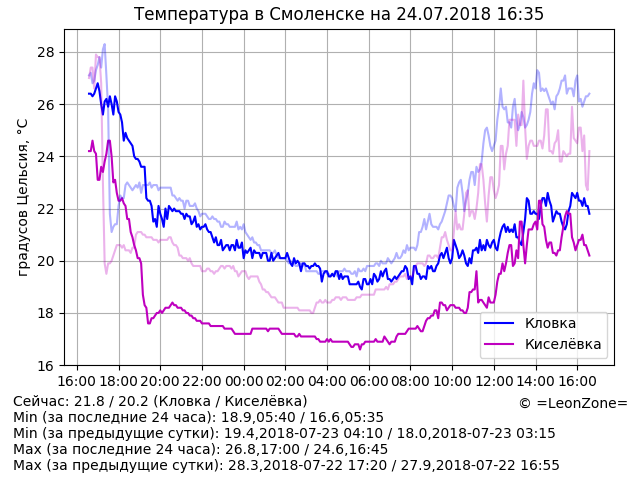 Температура в Смоленске на 24.07.2018 16:35
градусов Цельсия, °C
28
26
24
22
20
18
16
16:00 18:00 20:00 22:00 00:00 02:00 04:00 06:00 08:00 10:00 12:00 14:00 16:00
Кловка
Киселёвка
Сейчас: 21.8 / 20.2 (Кловка / Киселёвка)
© =LeonZone=
Min (за последние 24 часа): 18.9,05:40 / 16.6,05:35
Min (за предыдущие сутки): 19.4,2018-07-23 04:10 / 18.0,2018-07-23 03:15
Max (за последние 24 часа): 26.8,17:00 / 24.6,16:45
Max (за предыдущие сутки): 28.3,2018-07-22 17:20 / 27.9,2018-07-22 16:55